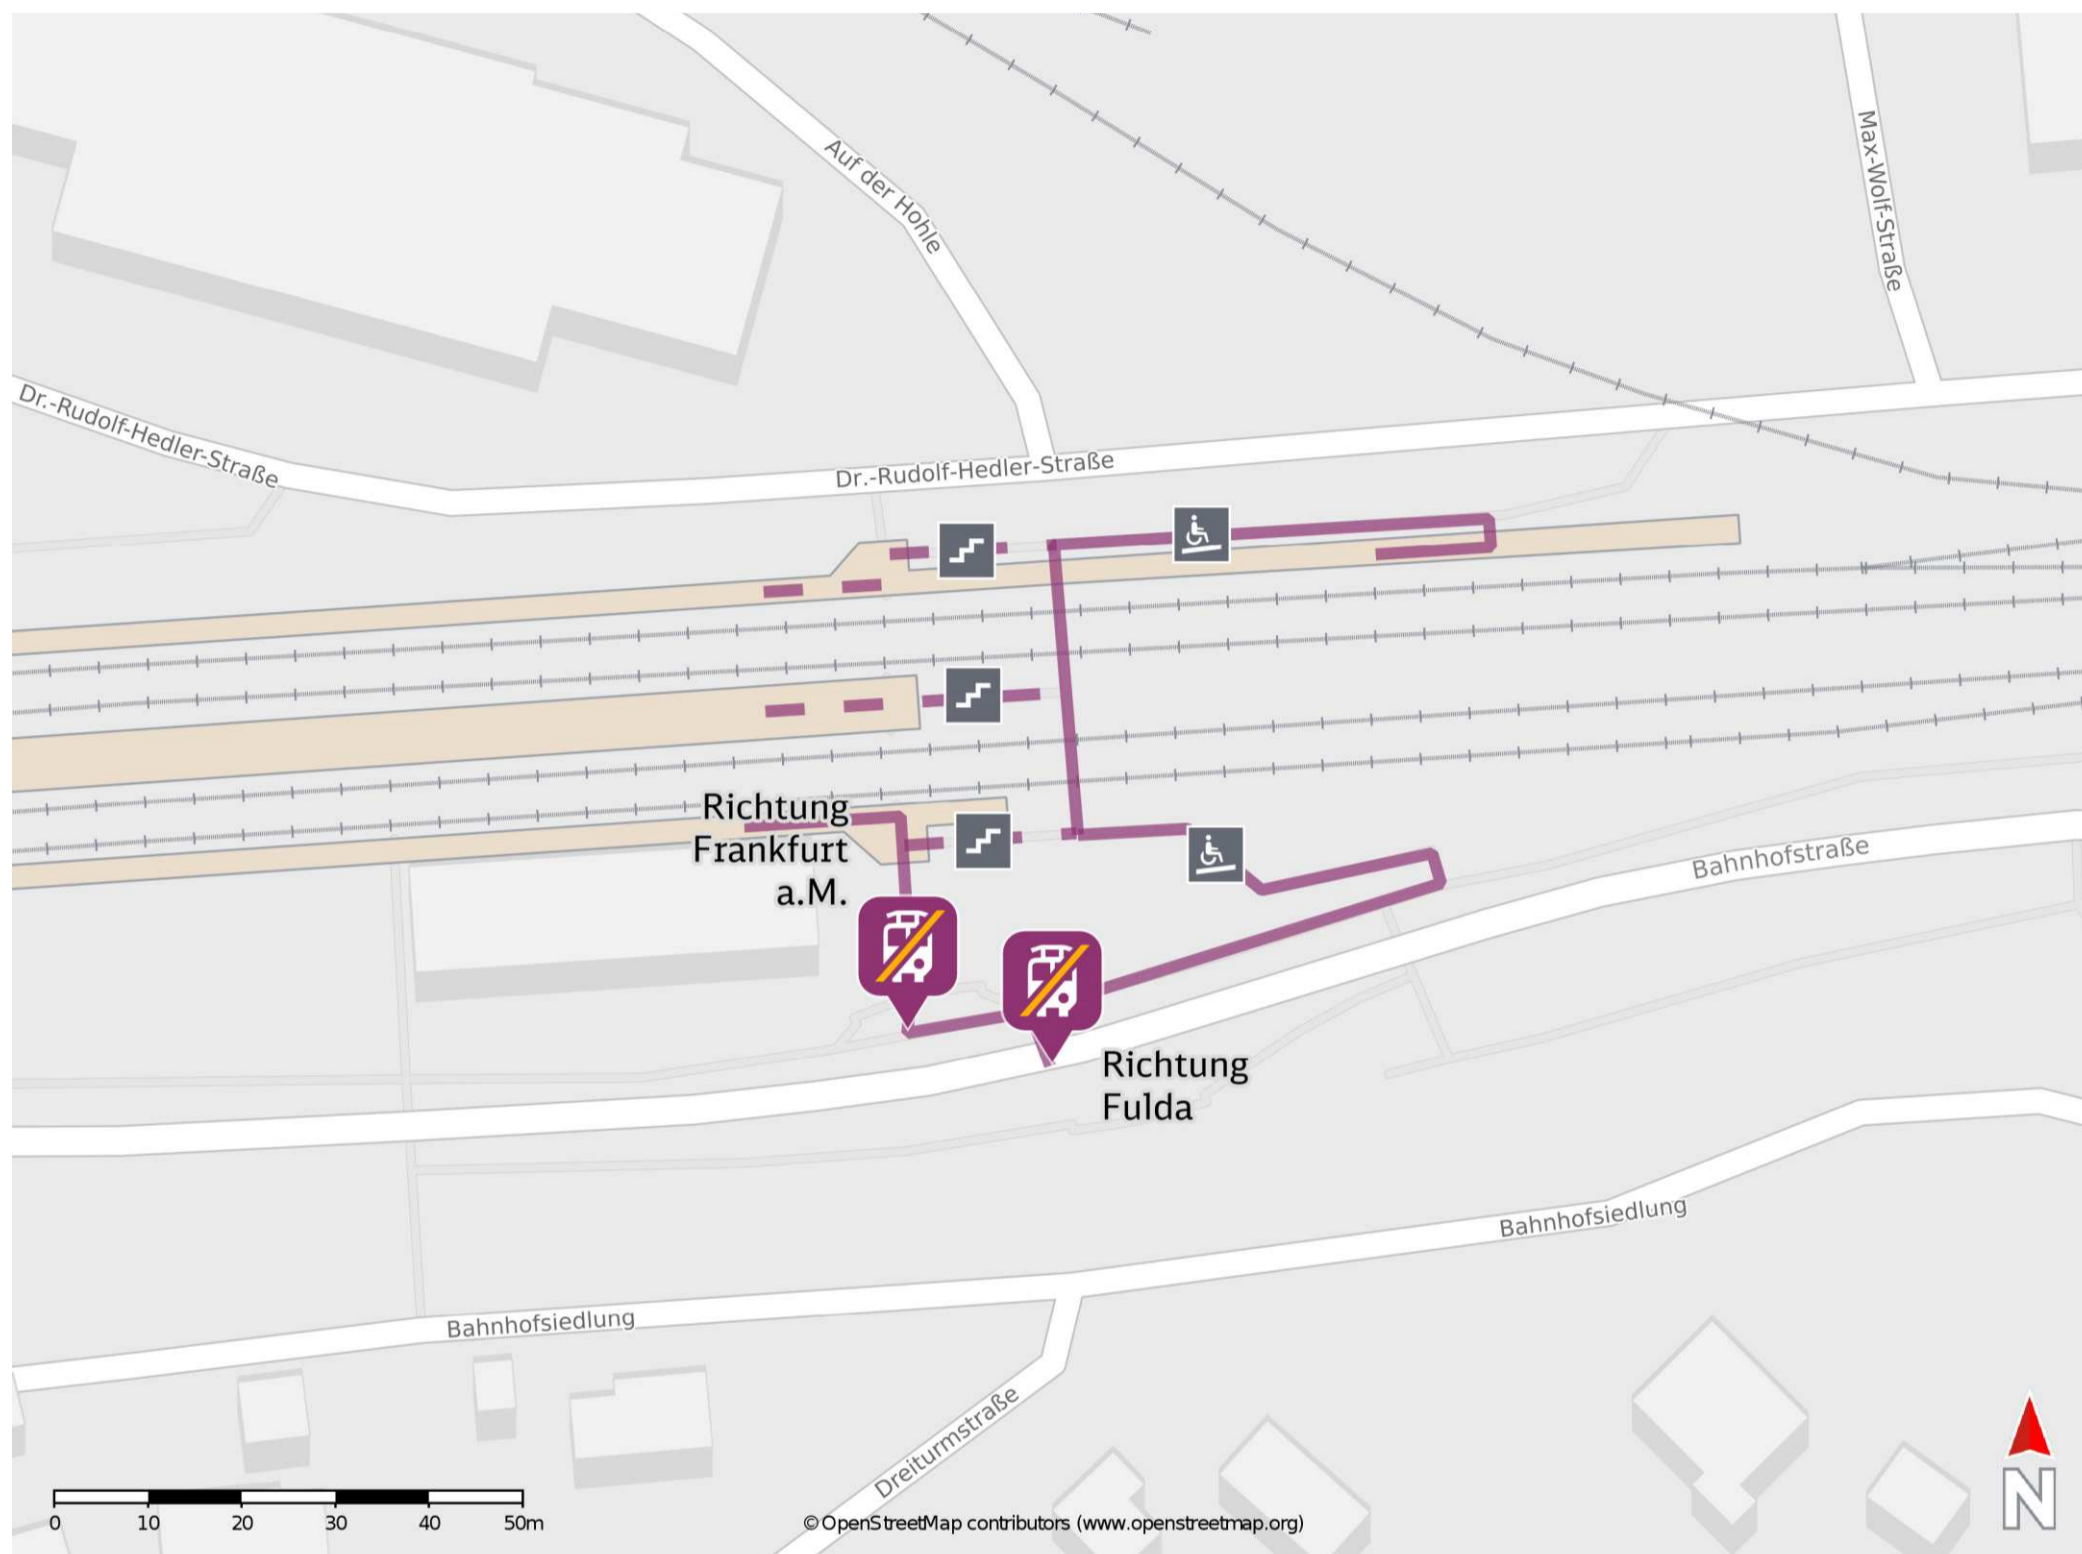 Auf der Hohle
Max-Wolf-Straße
Dr.-Rudolf-Hedler-Straße
Dr.-Rudolf-Hedler-Straße
Richtung
Frankfurt
a.M.
Bahnhofstraße
Richtung
Fulda
Bahnhofsiedlung
Bahnhofsiedlung
Dreiturmstraße
N
0 10 20 30 40 50m
© OpenStreetMap contributors (www.openstreetmap.org)